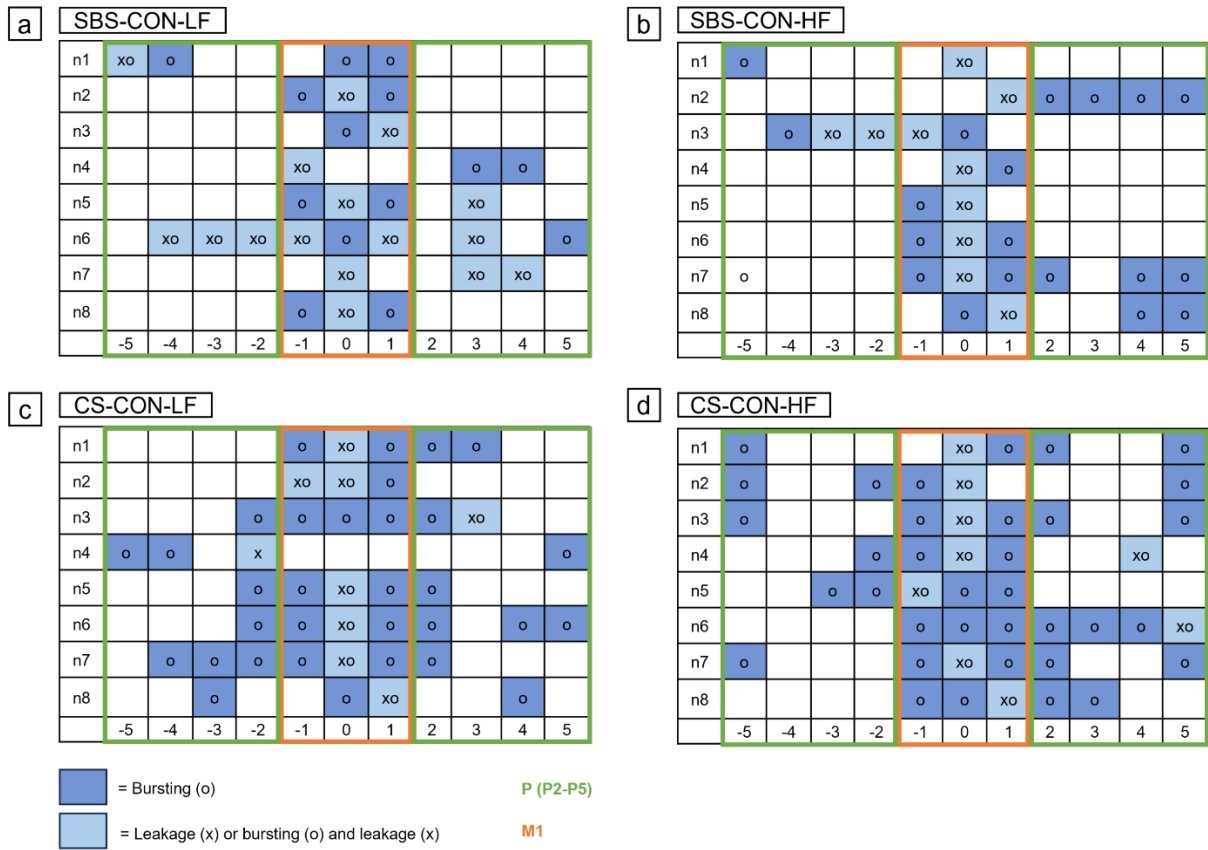 a SBS-CON-LF
n1 xo o o o
n2 o xo o
n3 o xo
n4 xo o o
n5 o xo o xo
n6 xo xo xo xo o xo xo o
n7 xo xo xo
n8 o xo o
-5 -4 -3 -2 -1 0 1 2 3 4 5
b SBS-CON-HF
n1 o xo
n2 xo o o o o
n3 o xo xo xo o
n4 xo o
n5 o xo
n6 o xo o
n7 o o xo o o o o
n8 o xo o o
-5 -4 -3 -2 -1 0 1 2 3 4 5
c CS-CON-LF
n1 o xo o o o
n2 xo xo o
n3 o o o o o xo
n4 o o x o
n5 o o xo o o
n6 o o xo o o o o
n7 o o o o xo o o
n8 o o xo o
-5 -4 -3 -2 -1 0 1 2 3 4 5
d CS-CON-HF
n1 o xo o o o
n2 o o o xo o
n3 o o xo o o o
n4 o o xo o xo
n5 o o xo o o
n6 o o o o o o xo
n7 o o xo o o o
n8 o o xo o o
-5 -4 -3 -2 -1 0 1 2 3 4 5
= Bursting (o) P (P2-P5)
= Leakage (x) or bursting (o) and leakage (x) M1